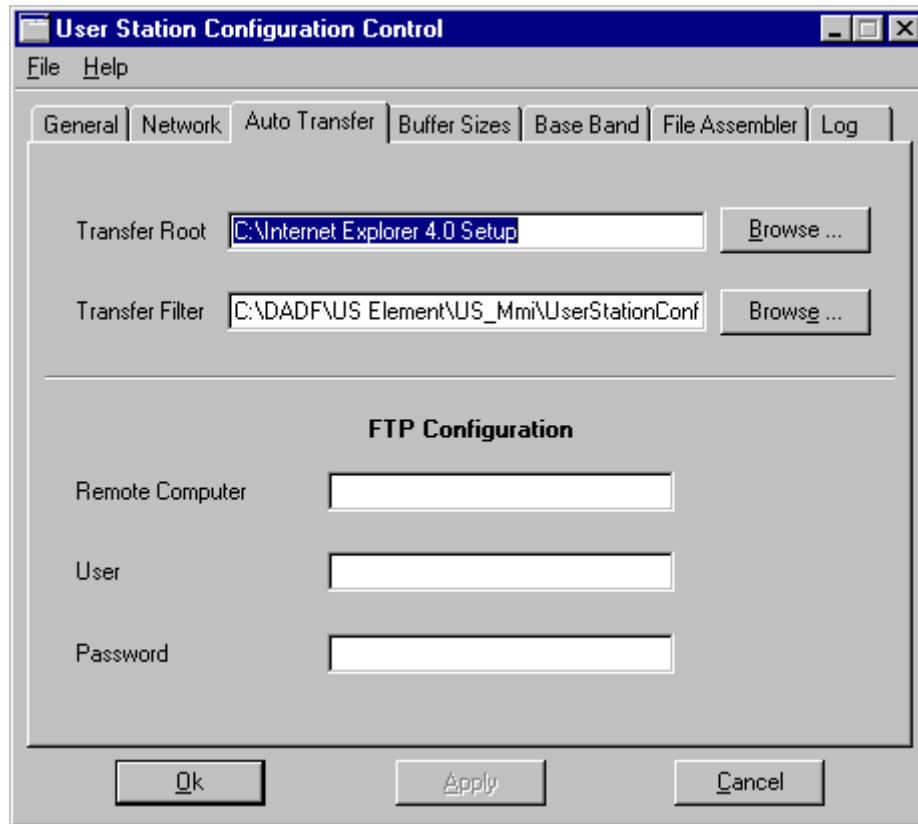 User Station Configuration Control
File Help
General Network Auto Transfer Buffer Sizes Base Band File Assembler Log
Transfer Root C:\Internet Explorer 4.0 Setup Browse ...
Transfer Filter C:\DADF\US Element\US_Mmi\UserStationConf Browse ...
FTP Configuration
Remote Computer
User
Password
Ok Apply Cancel